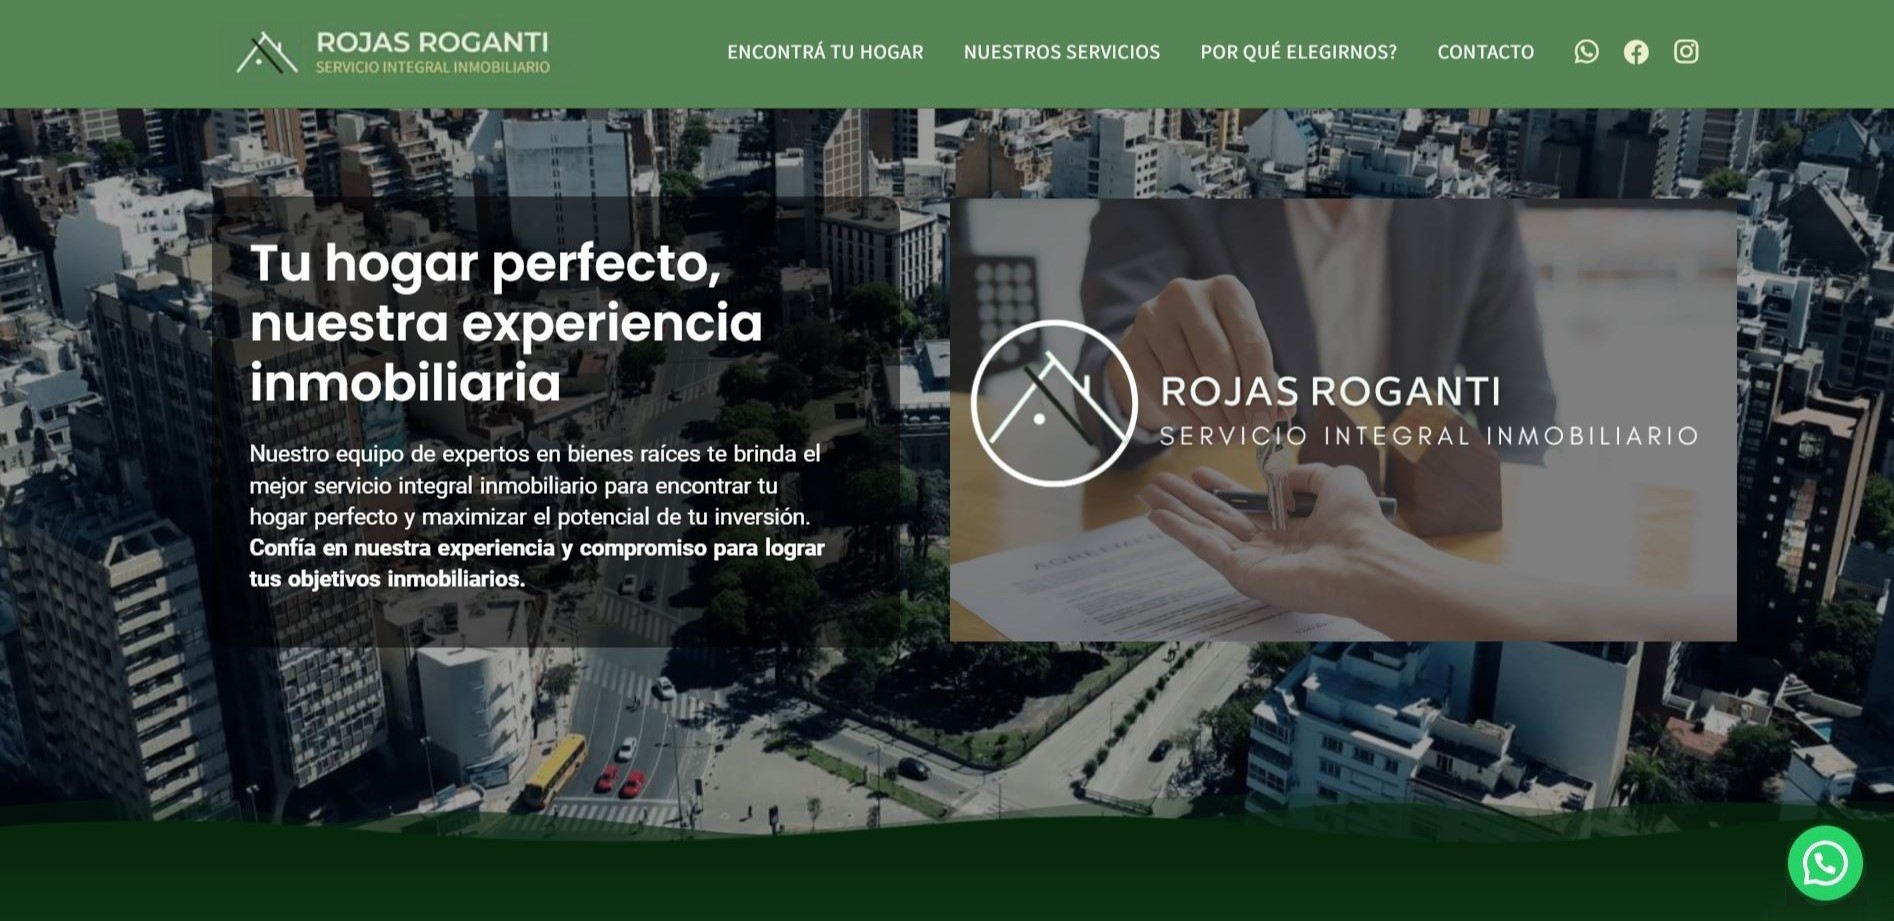 ROJAS ROGANTI
SERVICIO INTEGRAL INMOBILIARIO
ENCONTRÁ TU HOGAR
NUESTROS SERVICIOS
POR QUÉ ELEGIRNOS?
CONTACTO
Tu hogar perfecto,
nuestra experiencia
inmobiliaria
Nuestro equipo de expertos en bienes raíces te brinda el
mejor servicio integral inmobiliario para encontrar tu
hogar perfecto y maximizar el potencial de tu inversión.
Confía en nuestra experiencia y compromiso para lograr
tus objetivos inmobiliarios.
ROJAS ROGANTI
SERVICIO INTEGRAL INMOBILIARIO